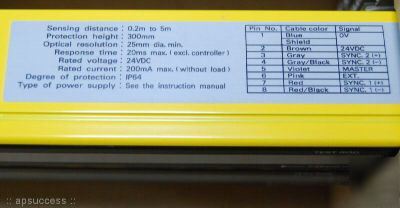 Sensing distance : 0.2m to 5m
Protection height : 300mm
Optical resolution : 25mm dia. min.
Response time : 20ms max. (excl. controller)
Rated voltage : 24VDC
Rated current : 200mA max. (without load)
Degree of protection : IP64
Type of power supply : See the instruction manual
Pin No. Cable color Signal
1 Blue 0V
Shield
2 Brown 24VDC
3 Gray SYNC. 2 (+)
4 Gray/Black SYNC. 2 (−)
5 Violet MASTER
6 Pink EXT.
7 Red SYNC. 1 (+)
8 Red/Black SYNC. 1 (−)
:: apsuccess ::